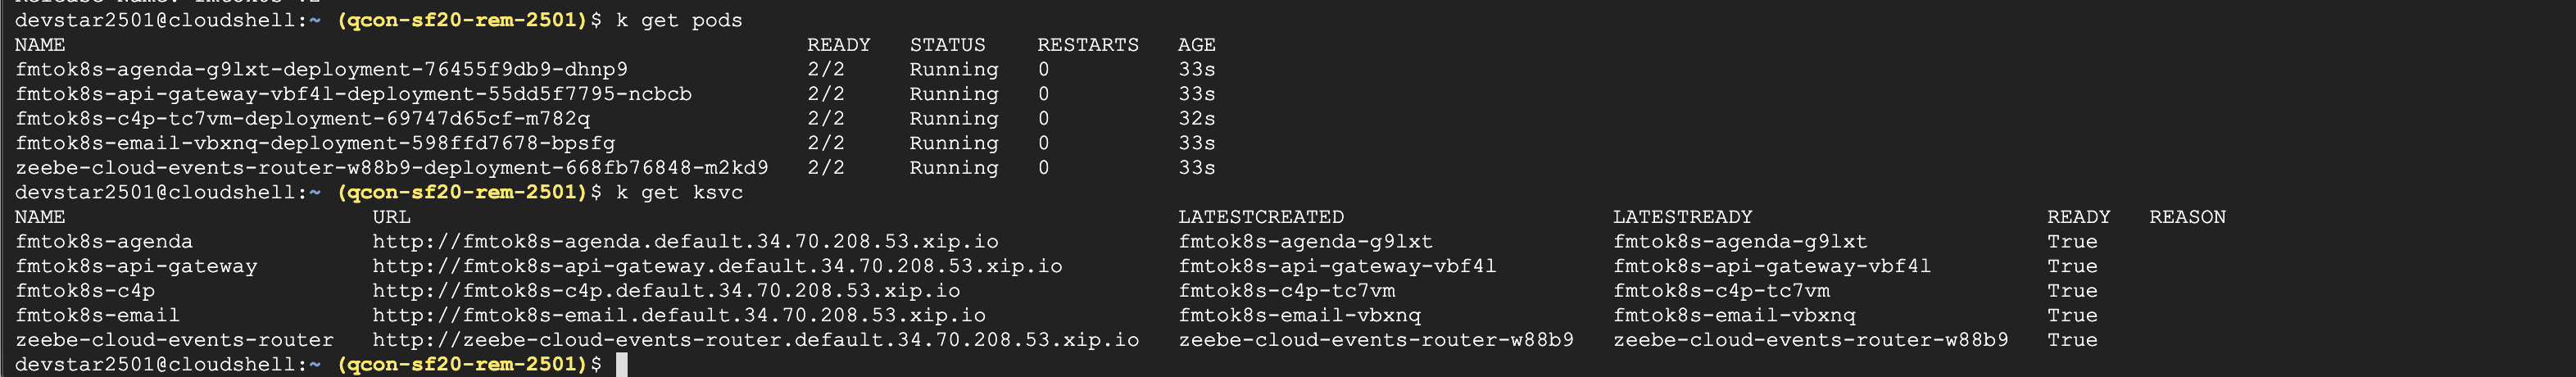 devstar2501@cloudshell:~ (qcon-sf20-rem-2501)$ k get pods
NAME READY STATUS RESTARTS AGE
fmtok8s-agenda-g9lxt-deployment-76455f9db9-dhnp9 2/2 Running 0 33s
fmtok8s-api-gateway-vbf4l-deployment-55dd5f7795-ncbcb 2/2 Running 0 33s
fmtok8s-c4p-tc7vm-deployment-69747d65cf-m782q 2/2 Running 0 32s
fmtok8s-email-vbxnq-deployment-598ffd7678-bpsfg 2/2 Running 0 33s
zeebe-cloud-events-router-w88b9-deployment-668fb76848-m2kd9 2/2 Running 0 33s
devstar2501@cloudshell:~ (qcon-sf20-rem-2501)$ k get ksvc
NAME URL LATESTCREATED LATESTREADY READY REASON
fmtok8s-agenda http://fmtok8s-agenda.default.34.70.208.53.xip.io fmtok8s-agenda-g9lxt fmtok8s-agenda-g9lxt True
fmtok8s-api-gateway http://fmtok8s-api-gateway.default.34.70.208.53.xip.io fmtok8s-api-gateway-vbf4l fmtok8s-api-gateway-vbf4l True
fmtok8s-c4p http://fmtok8s-c4p.default.34.70.208.53.xip.io fmtok8s-c4p-tc7vm fmtok8s-c4p-tc7vm True
fmtok8s-email http://fmtok8s-email.default.34.70.208.53.xip.io fmtok8s-email-vbxnq fmtok8s-email-vbxnq True
zeebe-cloud-events-router http://zeebe-cloud-events-router.default.34.70.208.53.xip.io zeebe-cloud-events-router-w88b9 zeebe-cloud-events-router-w88b9 True
devstar2501@cloudshell:~ (qcon-sf20-rem-2501)$